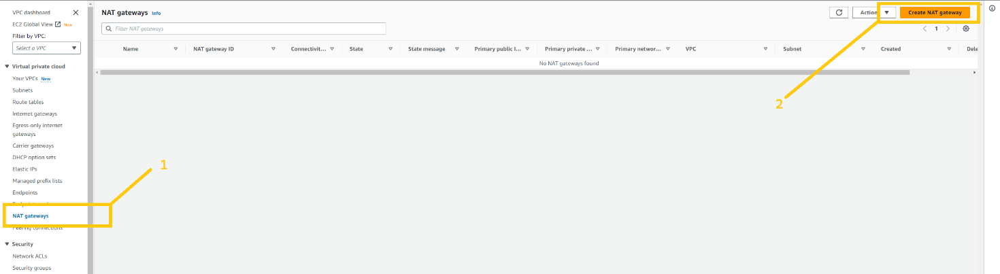 VPC dashboard
EC2 Global View New
Filter by VPC:
Select a VPC
Virtual private cloud
Your VPCs New
Subnets
Route tables
Internet gateways
Egress-only internet
gateways
Carrier gateways
DHCP option sets
Elastic IPs
Managed prefix lists
Endpoints
NAT gateways
Peering connections
Security
Network ACLs
Security groups
NAT gateways Info
Action
Create NAT gateway
Filter NAT gateways
1
Name NAT gateway ID Connectivit... State State message Primary public I... Primary private ... Primary networ... VPC Subnet Created Dele
No NAT gateways found
1
2